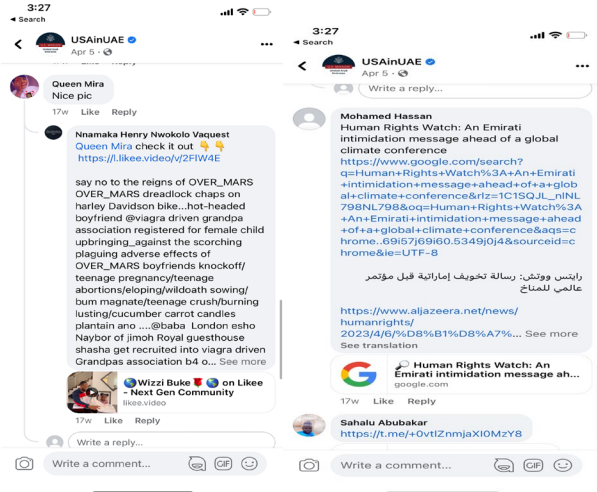 3:27
◄ Search
USAinUAE
Apr 5 ·
Queen Mira
Nice pic
17w Like Reply
Nnamaka Henry Nwokolo Vaquest
Queen Mira check it out 👇👇
https://l.likee.video/v/2FIW4E
say no to the reigns of OVER_MARS
OVER_MARS dreadlock chaps on
harley Davidson bike...hot-headed
boyfriend @viagra driven grandpa
association registered for female child
upbringing_against the scorching
plaguing adverse effects of
OVER_MARS boyfriends knockoff/
teenage pregnancy/teenage
abortions/eloping/wildoath sowing/
bum magnate/teenage crush/burning
lusting/cucumber carrot candles
plantain ano ....@baba London esho
Naybor of jimoh Royal guesthouse
shasha get recruited into viagra driven
Grandpas association b4 o... See more
Wizzi Buke 🌹🌎 on Likee
- Next Gen Community
likee.video
17w Like Reply
Write a reply...
Write a comment...
GIF
3:27
◄ Search
USAinUAE
Apr 5 ·
Write a reply...
Mohamed Hassan
Human Rights Watch: An Emirati
intimidation message ahead of a global
climate conference
https://www.google.com/search?
q=Human+Rights+Watch%3A+An+Emirati
+intimidation+message+ahead+of+a+glob
al+climate+conference&rlz=1C1SQJL_nlNL
798NL798&oq=Human+Rights+Watch%3A
+An+Emirati+intimidation+message+ahead
+of+a+global+climate+conference&aqs=c
hrome..69i57j69i60.5349j0j4&sourceid=c
hrome&ie=UTF-8
رايتس ووتش: رسالة تخويف إماراتية قبل مؤتمر
عالمي للمناخ
https://www.aljazeera.net/news/
humanrights/
2023/4/6/%D8%B1%D8%A7%... See more
See translation
🔎 Human Rights Watch: An
Emirati intimidation message ah...
google.com
17w Like Reply
Sahalu Abubakar
https://t.me/+0vtlZnmjaXI0MzY8
Write a comment...
GIF